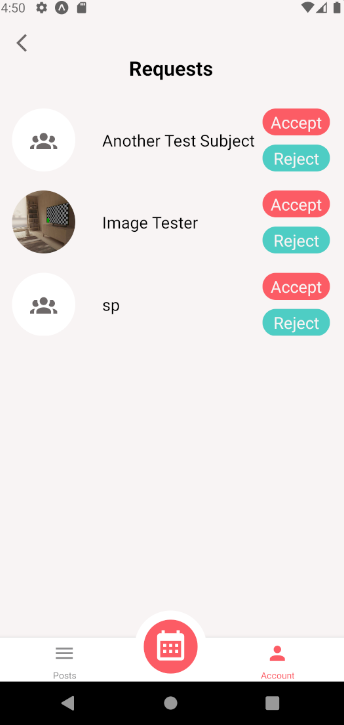 4:50
Requests
Another Test Subject
Accept
Reject
Image Tester
Accept
Reject
sp
Accept
Reject
Posts
Account